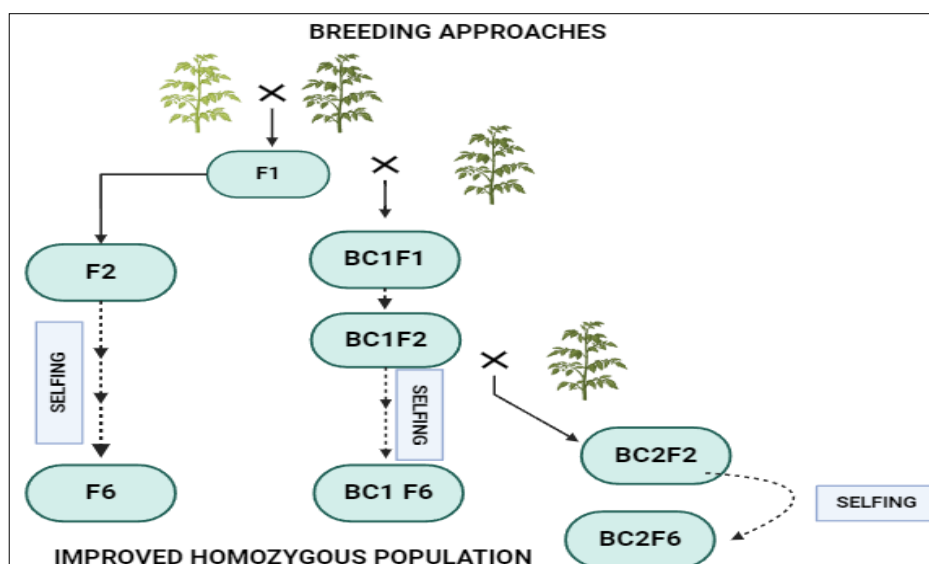 BREEDING APPROACHES
F1
F2
BC1F1
BC1F2
SELFING
SELFING
F6
BC1 F6
BC2F2
SELFING
BC2F6
IMPROVED HOMOZYGOUS POPULATION